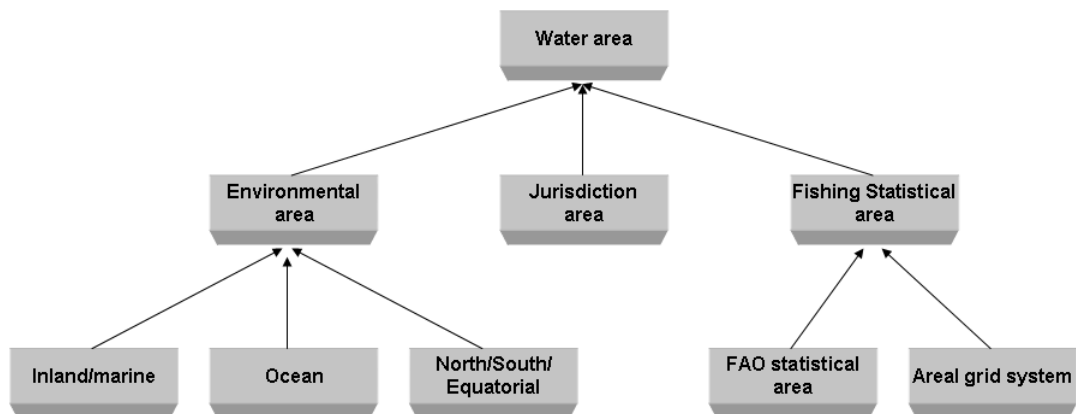 Water area
Environmental
area
Jurisdiction
area
Fishing Statistical
area
Inland/marine
Ocean
North/South/
Equatorial
FAO statistical
area
Areal grid system